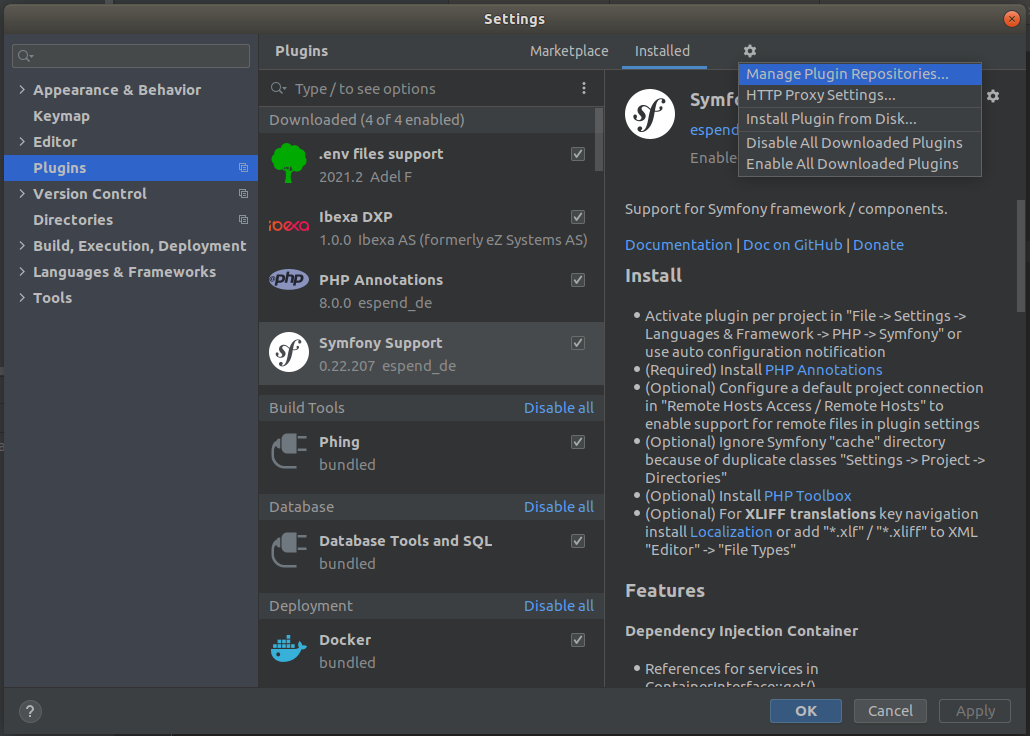 Settings
Plugins
Marketplace
Installed
Appearance & Behavior
Keymap
Editor
Plugins
Version Control
Directories
Build, Execution, Deployment
Languages & Frameworks
Tools
Type / to see options
Downloaded (4 of 4 enabled)
.env files support
2021.2 Adel F
ibexa
Ibexa DXP
1.0.0 Ibexa AS (formerly eZ Systems AS)
@php
PHP Annotations
8.0.0 espend_de
sf
Symfony Support
0.22.207 espend_de
Build Tools
Disable all
Phing
bundled
Database
Disable all
Database Tools and SQL
bundled
Deployment
Disable all
Docker
bundled
Manage Plugin Repositories...
HTTP Proxy Settings...
Install Plugin from Disk...
Disable All Downloaded Plugins
Enable All Downloaded Plugins
sf
Symf
espend
Enable
Support for Symfony framework / components.
Documentation | Doc on GitHub | Donate
Install
• Activate plugin per project in "File -> Settings ->
Languages & Framework -> PHP -> Symfony" or
use auto configuration notification
• (Required) Install PHP Annotations
• (Optional) Configure a default project connection
in "Remote Hosts Access / Remote Hosts" to
enable support for remote files in plugin settings
• (Optional) Ignore Symfony "cache" directory
because of duplicate classes "Settings -> Project ->
Directories"
• (Optional) Install PHP Toolbox
• (Optional) For XLIFF translations key navigation
install Localization or add "*.xlf" / "*.xliff" to XML
"Editor" -> "File Types"
Features
Dependency Injection Container
• References for services in
ContainerInterface::get()
?
OK
Cancel
Apply